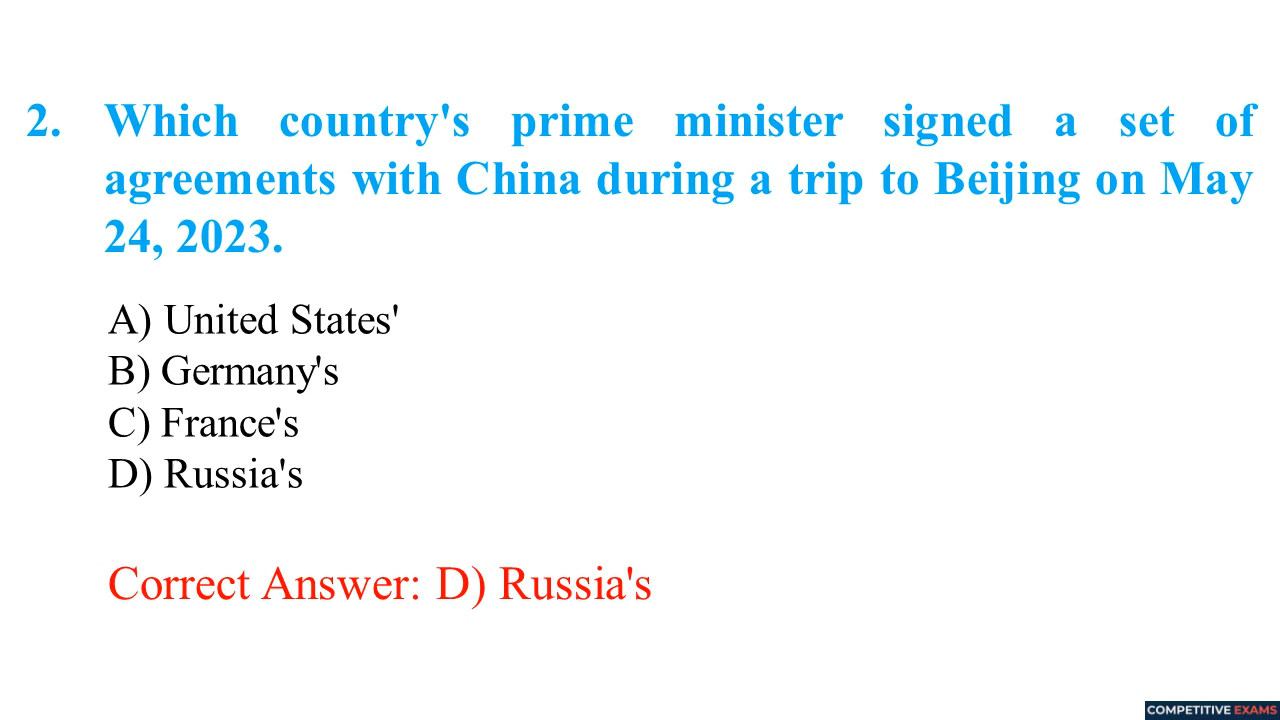 2. Which country's prime minister signed a set of
agreements with China during a trip to Beijing on May
24, 2023.
A) United States'
B) Germany's
C) France's
D) Russia's
Correct Answer: D) Russia's
COMPETITIVE EXAMS